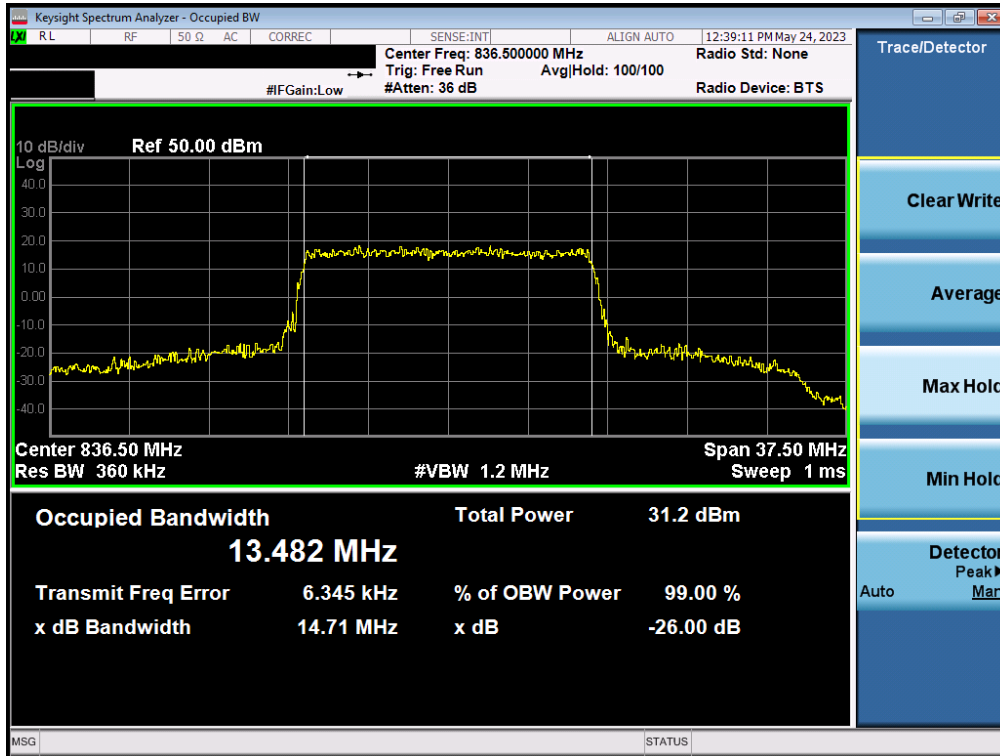 Keysight Spectrum Analyzer - Occupied BW
LXI RL RF 50 Ω AC CORREC SENSE:INT ALIGN AUTO 12:39:11 PM May 24, 2023
Center Freq: 836.500000 MHz Radio Std: None
Trig: Free Run Avg|Hold: 100/100
#IFGain:Low #Atten: 36 dB Radio Device: BTS
10 dB/div Ref 50.00 dBm
Log
40.0
30.0
20.0
10.0
0.00
-10.0
-20.0
-30.0
-40.0
Center 836.50 MHz Span 37.50 MHz
Res BW 360 kHz #VBW 1.2 MHz Sweep 1 ms
Occupied Bandwidth Total Power 31.2 dBm
13.482 MHz
Transmit Freq Error 6.345 kHz % of OBW Power 99.00 %
x dB Bandwidth 14.71 MHz x dB -26.00 dB
MSG STATUS
Trace/Detector
Clear Write
Average
Max Hold
Min Hold
Detector
Peak▶
Auto Man